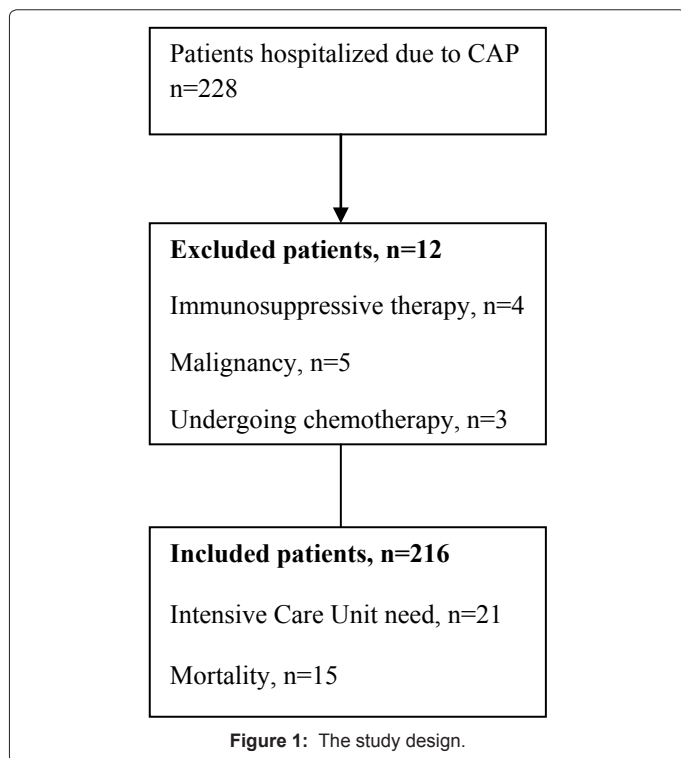 Patients hospitalized due to CAP
n=228
Excluded patients, n=12
Immunosuppressive therapy, n=4
Malignancy, n=5
Undergoing chemotherapy, n=3
Included patients, n=216
Intensive Care Unit need, n=21
Mortality, n=15
Figure 1: The study design.